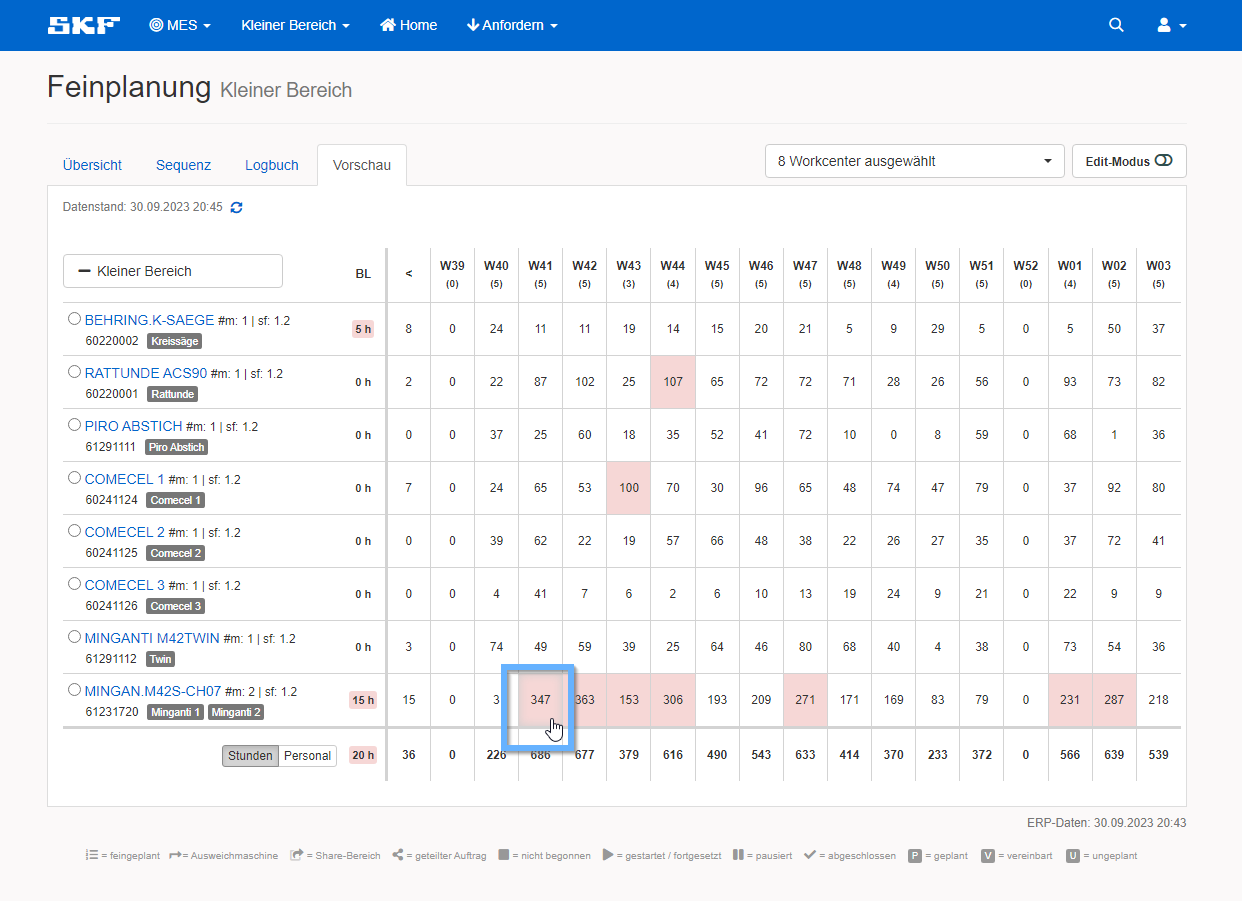 SKF MES Kleiner Bereich Home Anfordern
Feinplanung Kleiner Bereich
Übersicht Sequenz Logbuch Vorschau 8 Workcenter ausgewählt Edit-Modus
Datenstand: 30.09.2023 20:45
Kleiner Bereich BL < W39 W40 W41 W42 W43 W44 W45 W46 W47 W48 W49 W50 W51 W52 W01 W02 W03
(0) (5) (5) (5) (3) (4) (5) (5) (5) (5) (4) (5) (5) (0) (4) (5) (5)
BEHRING.K-SAEGE #m: 1 | sf: 1.2 5 h 8 0 24 11 11 19 14 15 20 21 5 9 29 5 0 5 50 37
60220002 Kreissäge
RATTUNDE ACS90 #m: 1 | sf: 1.2 0 h 2 0 22 87 102 25 107 65 72 72 71 28 26 56 0 93 73 82
60220001 Rattunde
PIRO ABSTICH #m: 1 | sf: 1.2 0 h 0 0 37 25 60 18 35 52 41 72 10 0 8 59 0 68 1 36
61291111 Piro Abstich
COMECEL 1 #m: 1 | sf: 1.2 0 h 7 0 24 65 53 100 70 30 96 65 48 74 47 79 0 37 92 80
60241124 Comecel 1
COMECEL 2 #m: 1 | sf: 1.2 0 h 0 0 39 62 22 19 57 66 48 38 22 26 27 35 0 37 72 41
60241125 Comecel 2
COMECEL 3 #m: 1 | sf: 1.2 0 h 0 0 4 41 7 6 2 6 10 13 19 24 9 21 0 22 9 9
60241126 Comecel 3
MINGANTI M42TWIN #m: 1 | sf: 1.2 0 h 3 0 74 49 59 39 25 64 46 80 68 40 4 38 0 73 54 36
61291112 Twin
MINGAN.M42S-CH07 #m: 2 | sf: 1.2 15 h 15 0 347 363 153 306 193 209 271 171 169 83 79 0 231 287 218
61231720 Minganti 1 Minganti 2
Stunden Personal 20 h 36 0 226 686 677 379 616 490 543 633 414 370 233 372 0 566 639 539
ERP-Daten: 30.09.2023 20:43
= feingeplant = Ausweichmaschine = Share-Bereich = geteilter Auftrag = nicht begonnen = gestartet / fortgesetzt = pausiert = abgeschlossen P = geplant V = vereinbart U = ungeplant